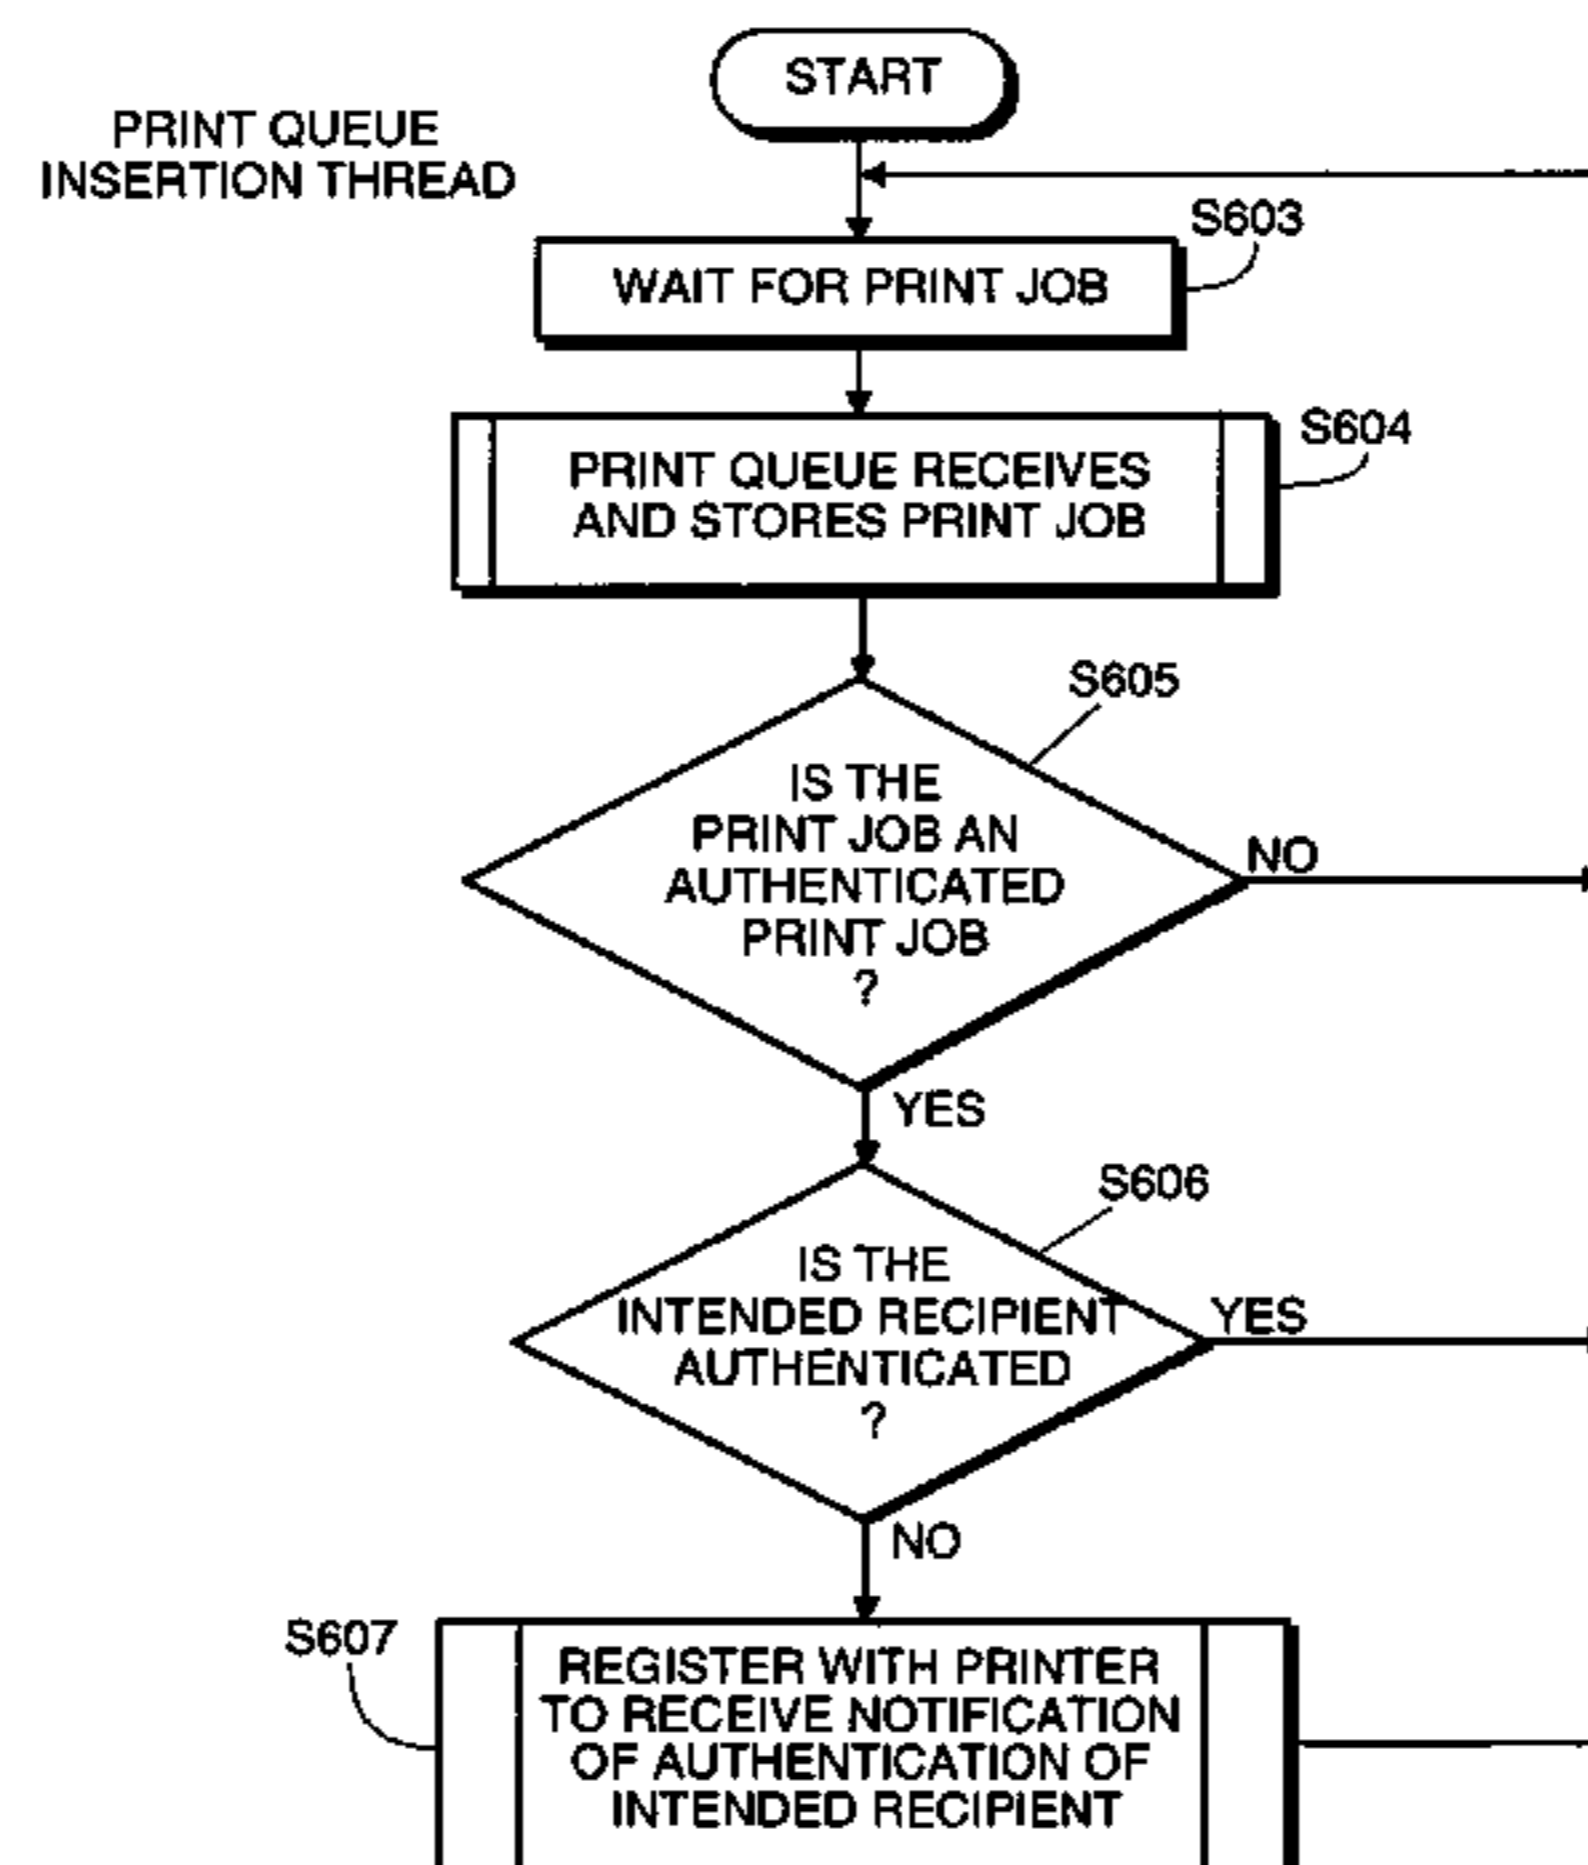 START
PRINT QUEUE
INSERTION THREAD
S603
WAIT FOR PRINT JOB
S604
PRINT QUEUE RECEIVES
AND STORES PRINT JOB
S605
IS THE
PRINT JOB AN
AUTHENTICATED
PRINT JOB
?
NO
YES
S606
IS THE
INTENDED RECIPIENT
AUTHENTICATED
?
YES
NO
S607
REGISTER WITH PRINTER
TO RECEIVE NOTIFICATION
OF AUTHENTICATION OF
INTENDED RECIPIENT